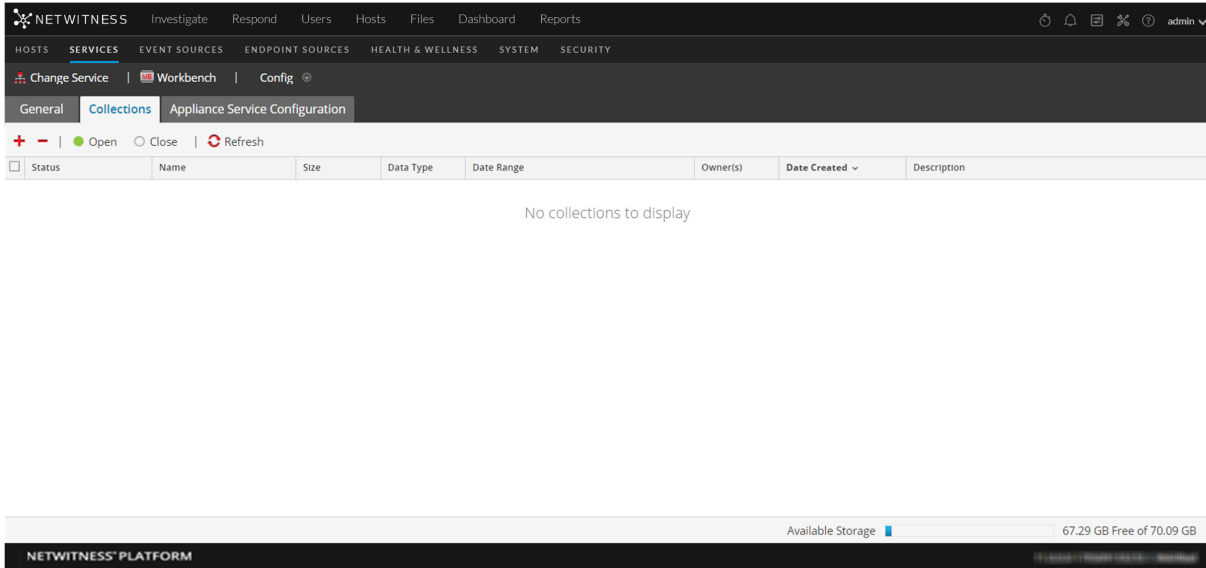 NETWITNESS Investigate Respond Users Hosts Files Dashboard Reports admin
HOSTS SERVICES EVENT SOURCES ENDPOINT SOURCES HEALTH & WELLNESS SYSTEM SECURITY
Change Service | MB Workbench | Config
General Collections Appliance Service Configuration
+ − | Open Close | Refresh
Status Name Size Data Type Date Range Owner(s) Date Created Description
No collections to display
Available Storage 67.29 GB Free of 70.09 GB
NETWITNESS® PLATFORM